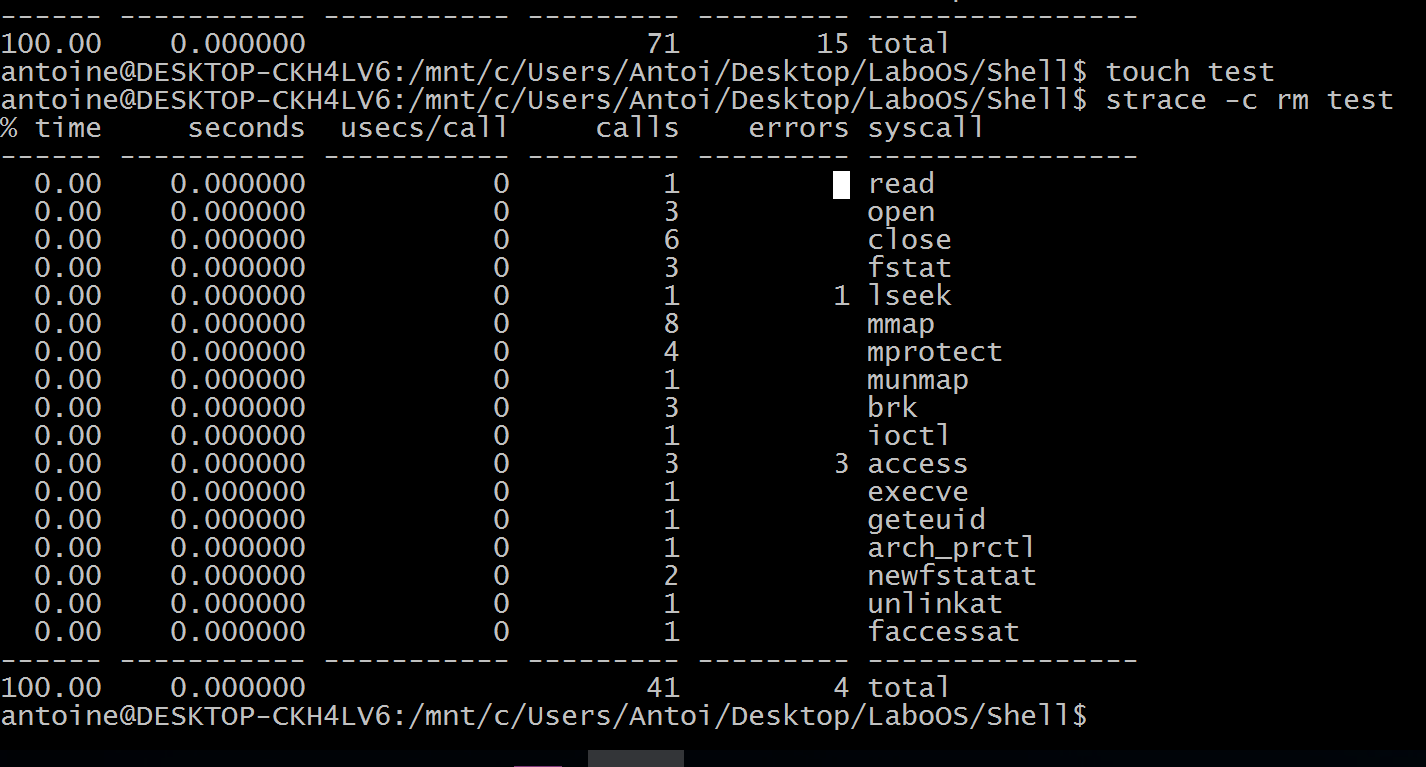 ------ ----------- ----------- --------- --------- ----------------
100.00    0.000000                    71        15 total
antoine@DESKTOP-CKH4LV6:/mnt/c/Users/Antoi/Desktop/LaboOS/Shell$ touch test
antoine@DESKTOP-CKH4LV6:/mnt/c/Users/Antoi/Desktop/LaboOS/Shell$ strace -c rm test
% time     seconds  usecs/call     calls    errors syscall
------ ----------- ----------- --------- --------- ----------------
  0.00    0.000000           0         1           read
  0.00    0.000000           0         3           open
  0.00    0.000000           0         6           close
  0.00    0.000000           0         3           fstat
  0.00    0.000000           0         1         1 lseek
  0.00    0.000000           0         8           mmap
  0.00    0.000000           0         4           mprotect
  0.00    0.000000           0         1           munmap
  0.00    0.000000           0         3           brk
  0.00    0.000000           0         1           ioctl
  0.00    0.000000           0         3         3 access
  0.00    0.000000           0         1           execve
  0.00    0.000000           0         1           geteuid
  0.00    0.000000           0         1           arch_prctl
  0.00    0.000000           0         2           newfstatat
  0.00    0.000000           0         1           unlinkat
  0.00    0.000000           0         1           faccessat
------ ----------- ----------- --------- --------- ----------------
100.00    0.000000                    41         4 total
antoine@DESKTOP-CKH4LV6:/mnt/c/Users/Antoi/Desktop/LaboOS/Shell$